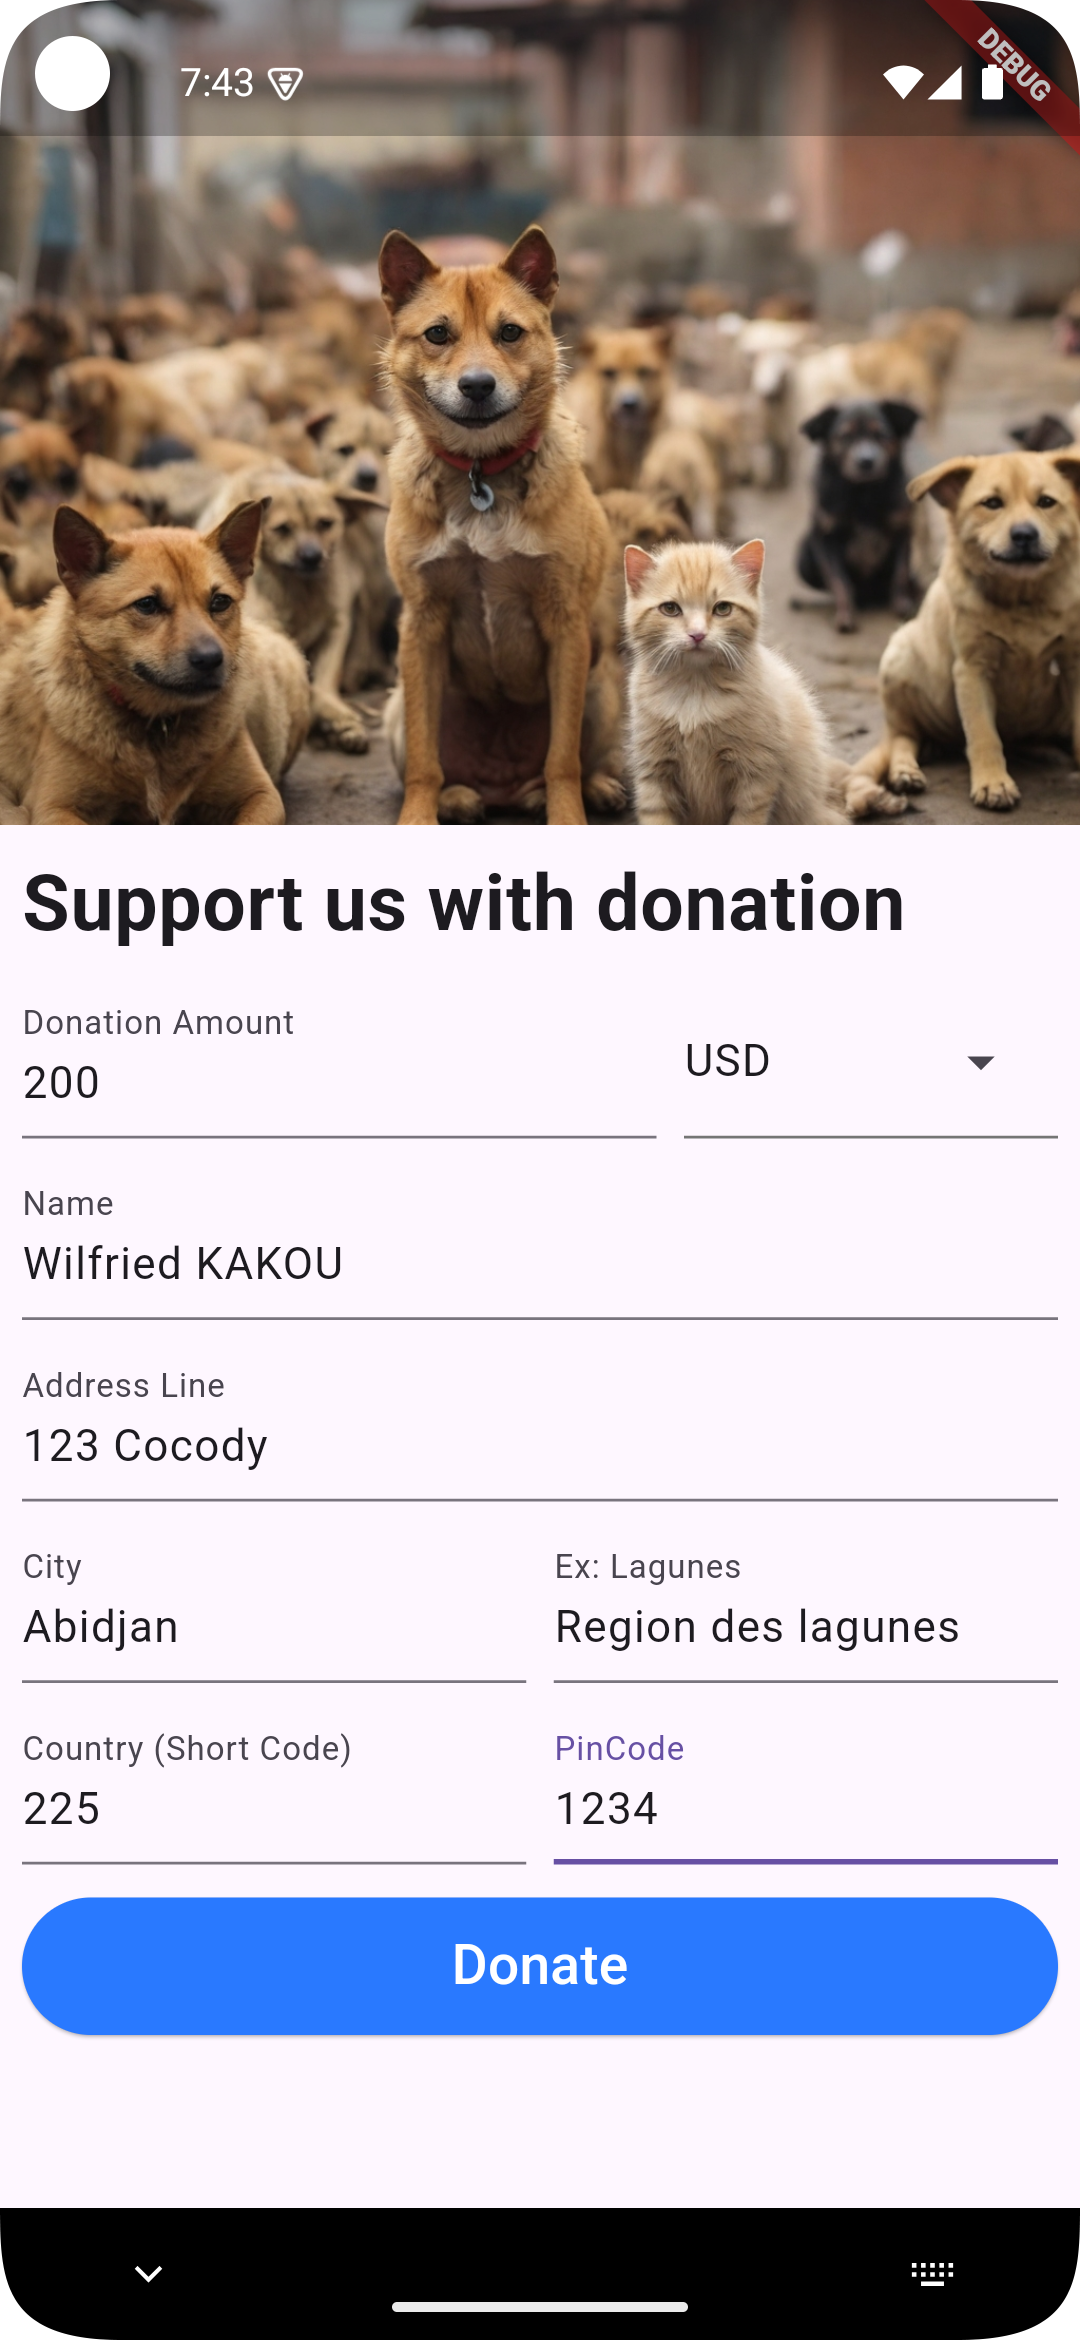 7:43
DEBUG
Support us with donation
Donation Amount
200
USD
Name
Wilfried KAKOU
Address Line
123 Cocody
City
Abidjan
Ex: Lagunes
Region des lagunes
Country (Short Code)
225
PinCode
1234
Donate